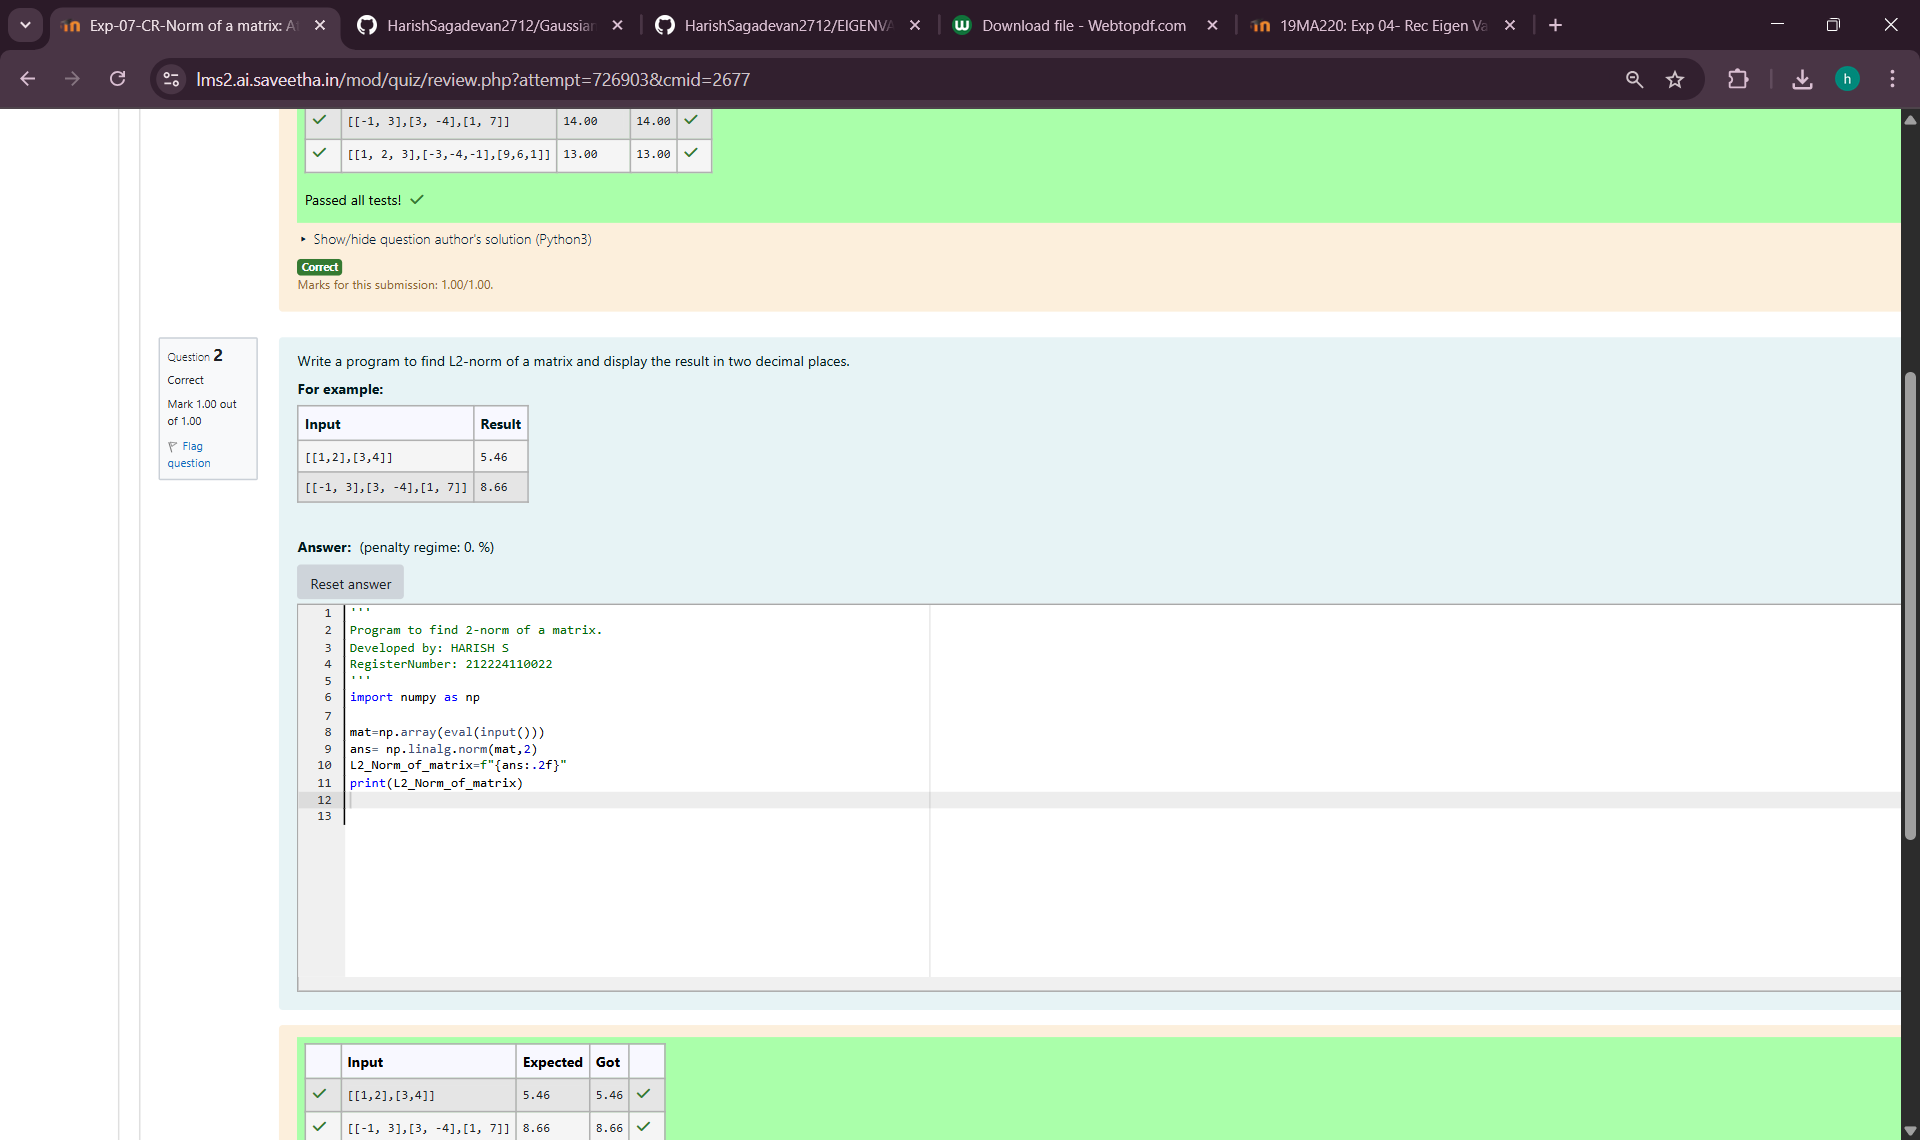 Exp-07-CR-Norm of a matrix: A
HarishSagadevan2712/Gaussian
HarishSagadevan2712/EIGENVA
Download file - Webtopdf.com
19MA220: Exp 04- Rec Eigen Va
lms2.ai.saveetha.in/mod/quiz/review.php?attempt=726903&cmid=2677
h
[[-1, 3],[3, -4],[1, 7]] 14.00 14.00
[[1, 2, 3],[-3,-4,-1],[9,6,1]] 13.00 13.00
Passed all tests!
Show/hide question author's solution (Python3)
Correct
Marks for this submission: 1.00/1.00.
Question 2
Correct
Mark 1.00 out
of 1.00
Flag
question
Write a program to find L2-norm of a matrix and display the result in two decimal places.
For example:
Input Result
[[1,2],[3,4]] 5.46
[[-1, 3],[3, -4],[1, 7]] 8.66
Answer: (penalty regime: 0. %)
Reset answer
1 '''
2 Program to find 2-norm of a matrix.
3 Developed by: HARISH S
4 RegisterNumber: 212224110022
5 '''
6 import numpy as np
7
8 mat=np.array(eval(input()))
9 ans= np.linalg.norm(mat,2)
10 L2_Norm_of_matrix=f"{ans:.2f}"
11 print(L2_Norm_of_matrix)
12
13
Input Expected Got
[[1,2],[3,4]] 5.46 5.46
[[-1, 3],[3, -4],[1, 7]] 8.66 8.66